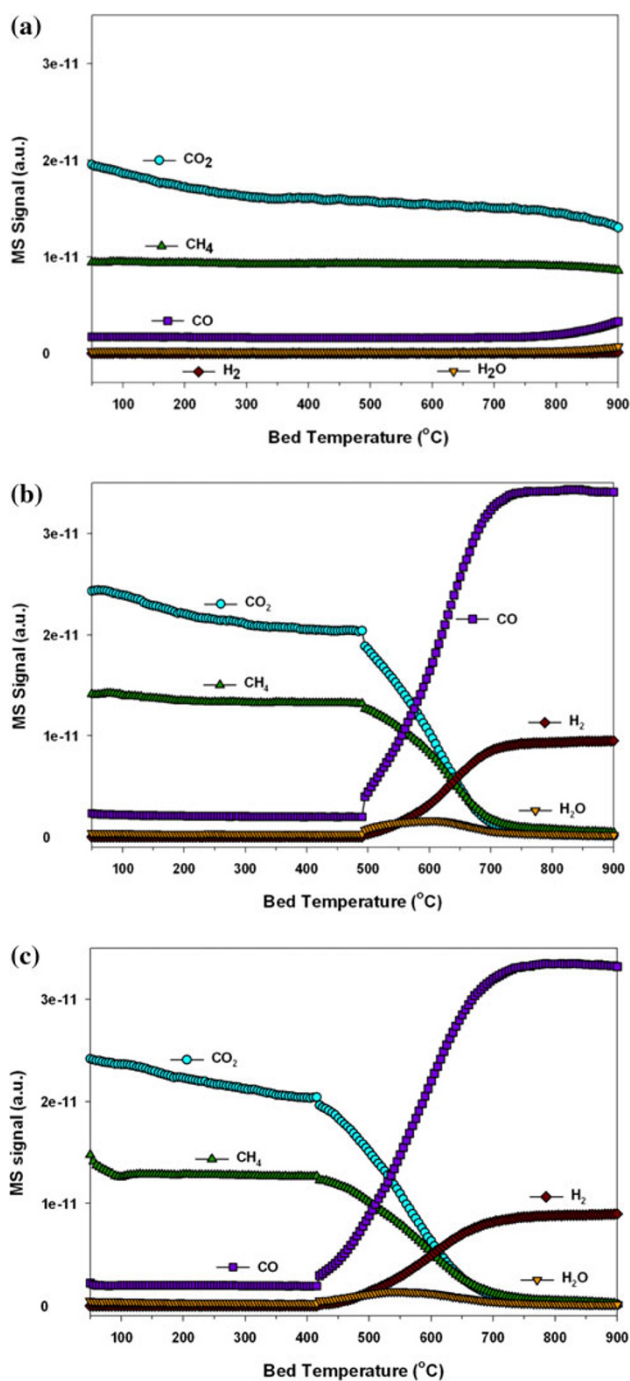 (a)
3e-11
2e-11
1e-11
0
MS Signal (a.u.)
CO2
CH4
CO
H2
H2O
100 200 300 400 500 600 700 800 900
Bed Temperature (oC)
(b)
3e-11
2e-11
1e-11
0
MS Signal (a.u.)
CO2
CO
CH4
H2
H2O
100 200 300 400 500 600 700 800 900
Bed Temperature (oC)
(c)
3e-11
2e-11
1e-11
0
MS signal (a.u.)
CO2
CH4
H2
CO
H2O
100 200 300 400 500 600 700 800 900
Bed Temperature (oC)